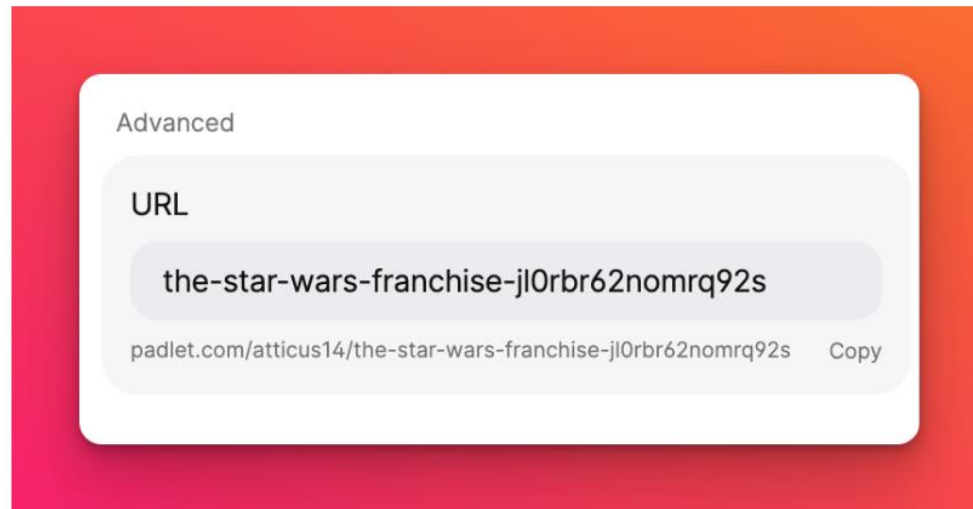 Advanced
URL
the-star-wars-franchise-jl0rbr62nomrq92s
padlet.com/atticus14/the-star-wars-franchise-jl0rbr62nomrq92s Copy